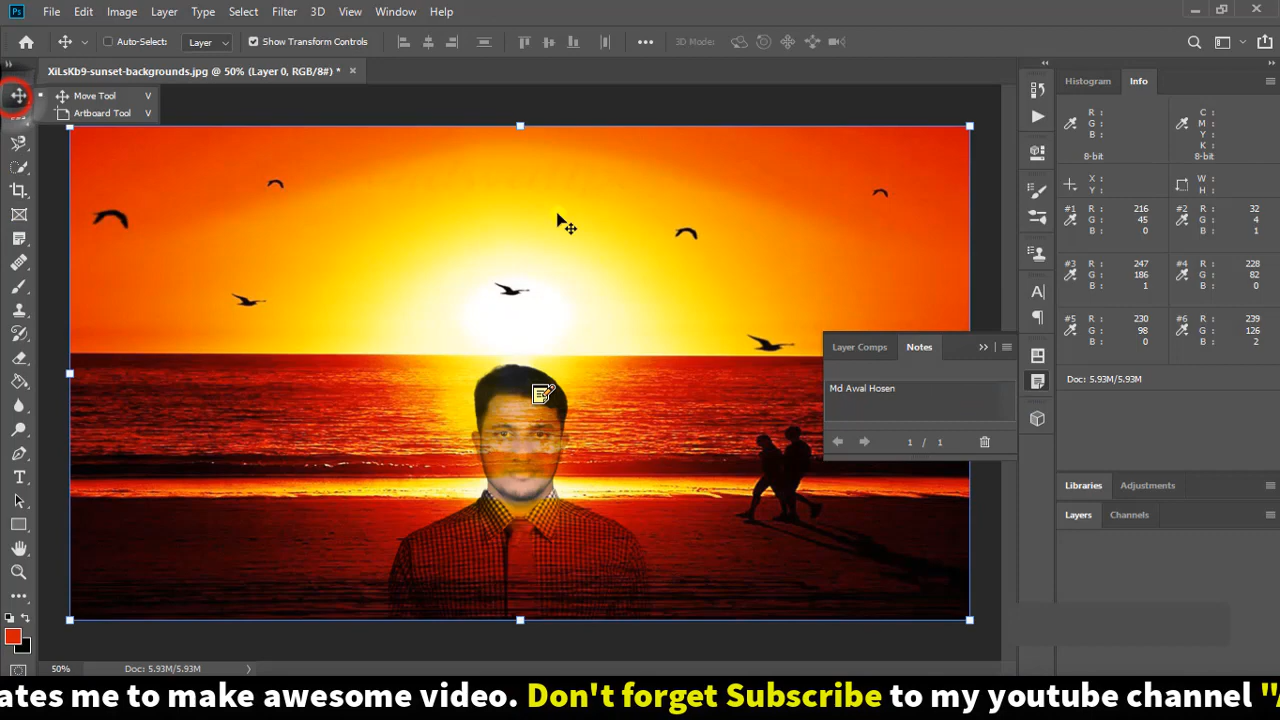 Ps File Edit Image Layer Type Select Filter 3D View Window Help
Auto-Select: Layer Show Transform Controls 3D Mode:
XiLsKb9-sunset-backgrounds.jpg @ 50% (Layer 0, RGB/8#) *
Move Tool V
Artboard Tool V
Histogram Info
R : C :
G : M :
B : Y :
K :
8-bit 8-bit
X : W :
Y : H :
#1 R : 216 #2 R : 32
G : 45 G : 4
B : 0 B : 1
#3 R : 247 #4 R : 228
G : 186 G : 82
B : 1 B : 0
#5 R : 230 #6 R : 239
G : 98 G : 126
B : 0 B : 2
Doc: 5.93M/5.93M
Layer Comps Notes
Md Awal Hosen
1 / 1
Libraries Adjustments
Layers Channels
50% Doc: 5.93M/5.93M
ates me to make awesome video. Don't forget Subscribe to my youtube channel "